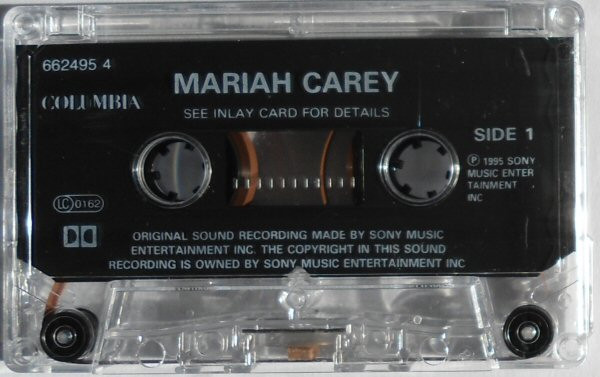 662495 4
MARIAH CAREY
COLUMBIA
SEE INLAY CARD FOR DETAILS
SIDE 1
℗ 1995 SONY
MUSIC ENTER
TAINMENT
INC
LC 0162
ORIGINAL SOUND RECORDING MADE BY SONY MUSIC
ENTERTAINMENT INC. THE COPYRIGHT IN THIS SOUND
RECORDING IS OWNED BY SONY MUSIC ENTERTAINMENT INC